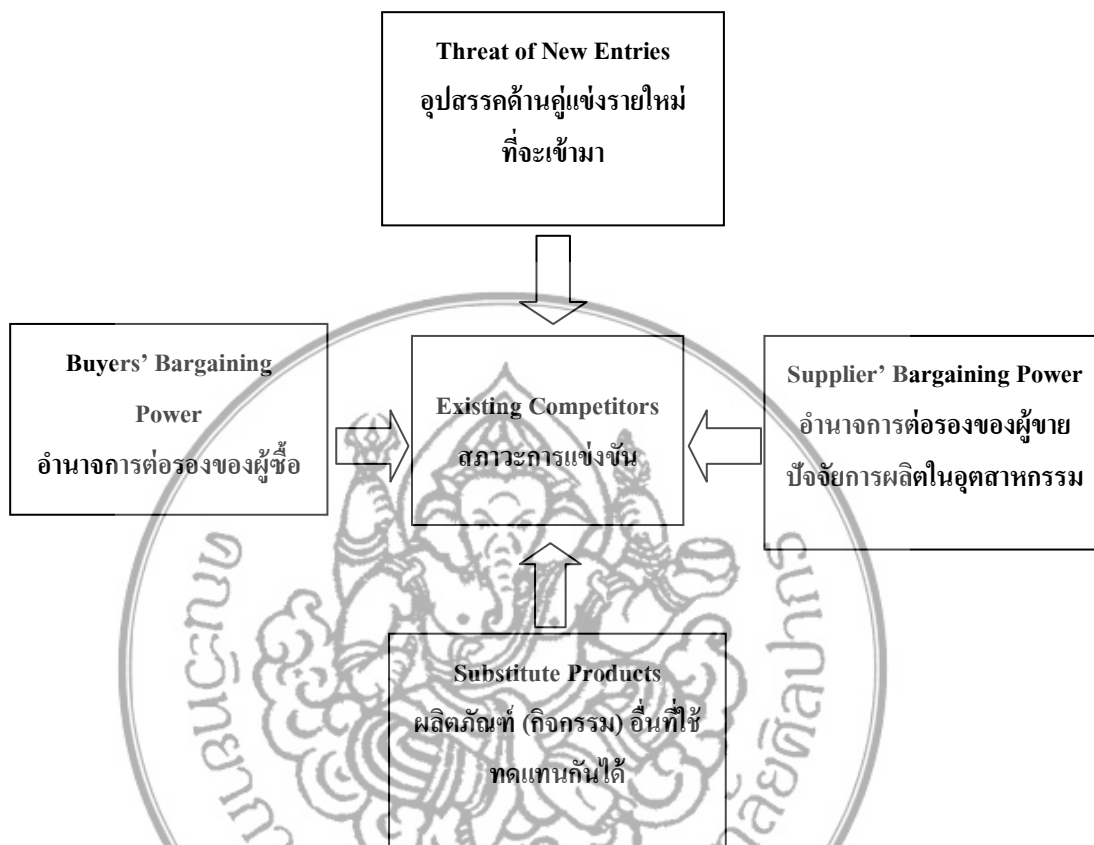 Threat of New Entries
อุปสรรคด้านคู่แข่งรายใหม่
ที่จะเข้ามา
Buyers’ Bargaining
Power
อำนาจการต่อรองของผู้ซื้อ
Existing Competitors
สภาวะการแข่งขัน
Supplier’ Bargaining Power
อำนาจการต่อรองของผู้ขาย
ปัจจัยการผลิตในอุตสาหกรรม
Substitute Products
ผลิตภัณฑ์ (กิจกรรม) อื่นที่ใช้
ทดแทนกันได้